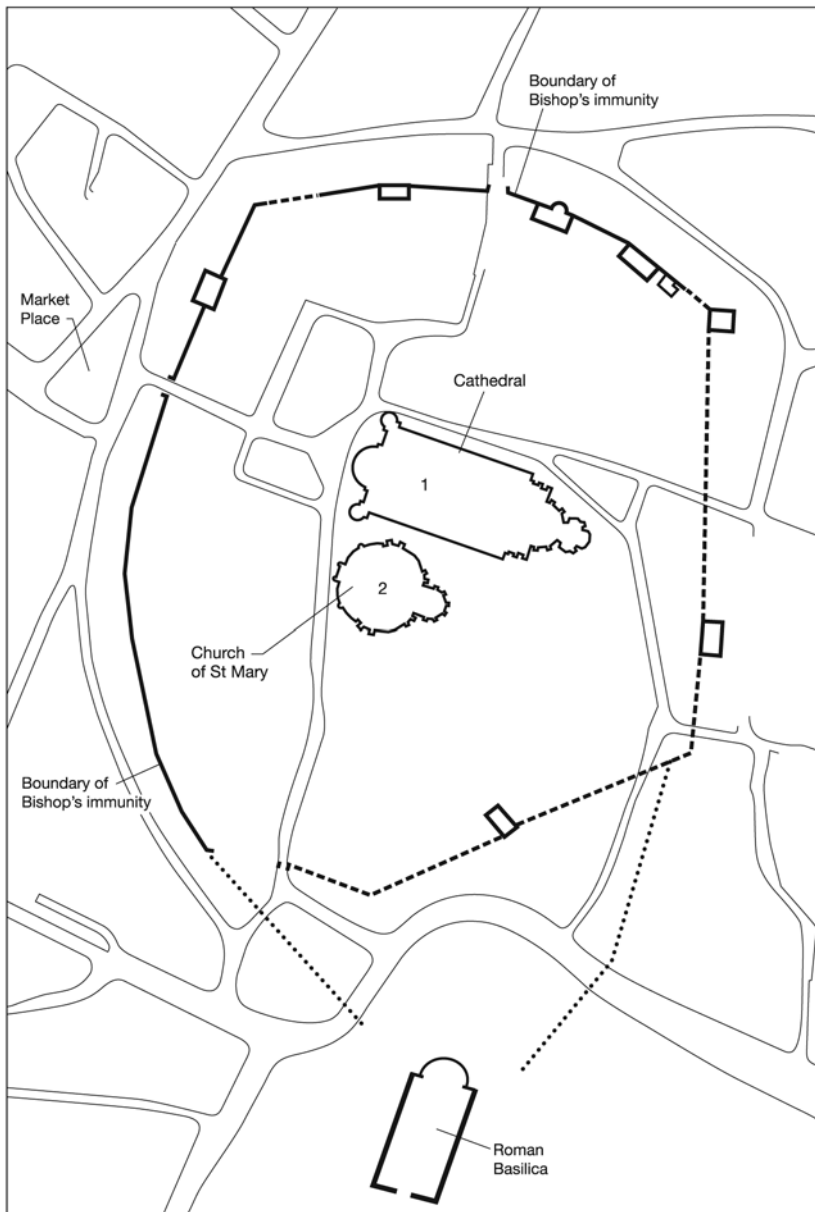 Boundary of
Bishop's immunity
Market
Place
Cathedral
1
2
Church
of St Mary
Boundary of
Bishop's immunity
Roman
Basilica